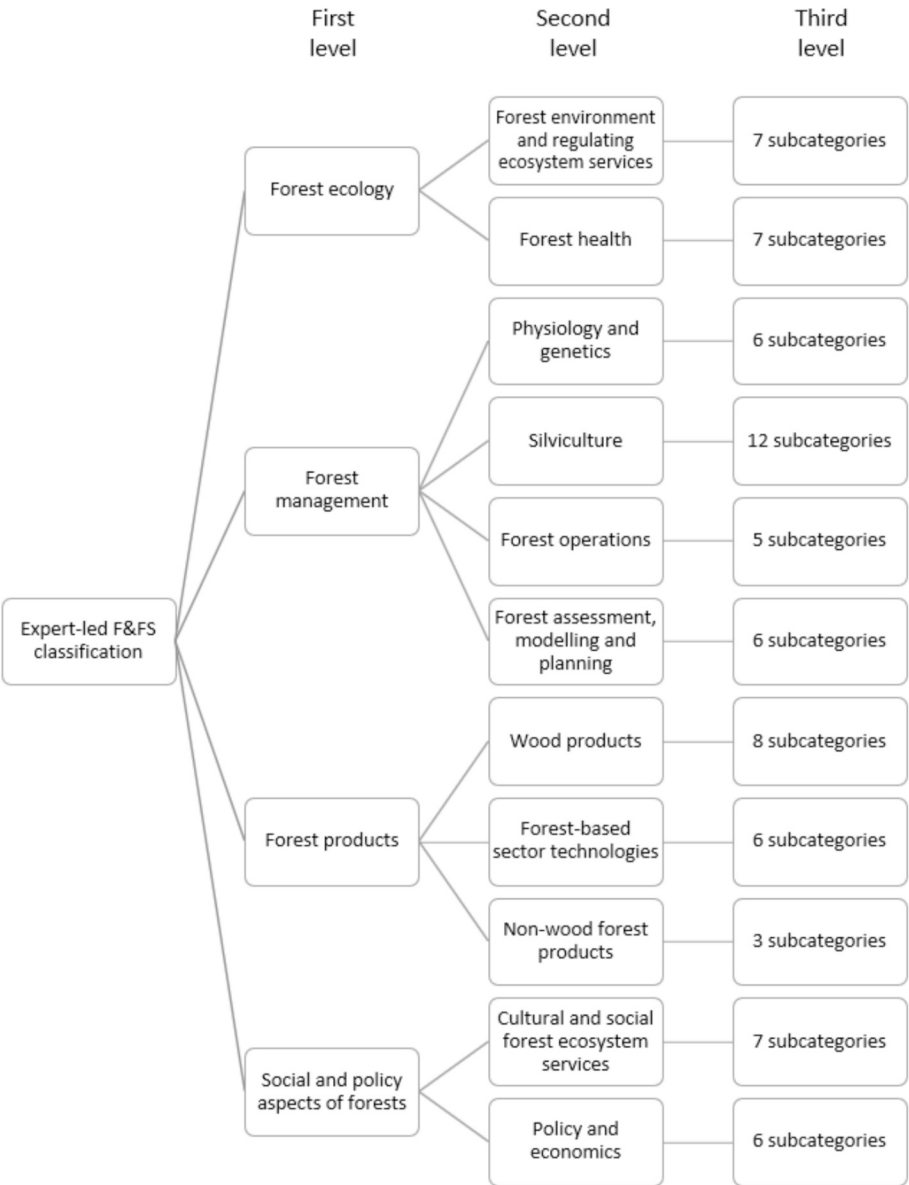 First
level
Second
level
Third
level
Forest environment
and regulating
ecosystem services
7 subcategories
Forest ecology
Forest health
7 subcategories
Physiology and
genetics
6 subcategories
Silviculture
12 subcategories
Forest
management
Forest operations
5 subcategories
Expert-led F&FS
classification
Forest assessment,
modelling and
planning
6 subcategories
Wood products
8 subcategories
Forest products
Forest-based
sector technologies
6 subcategories
Non-wood forest
products
3 subcategories
Cultural and social
forest ecosystem
services
7 subcategories
Social and policy
aspects of forests
Policy and
economics
6 subcategories